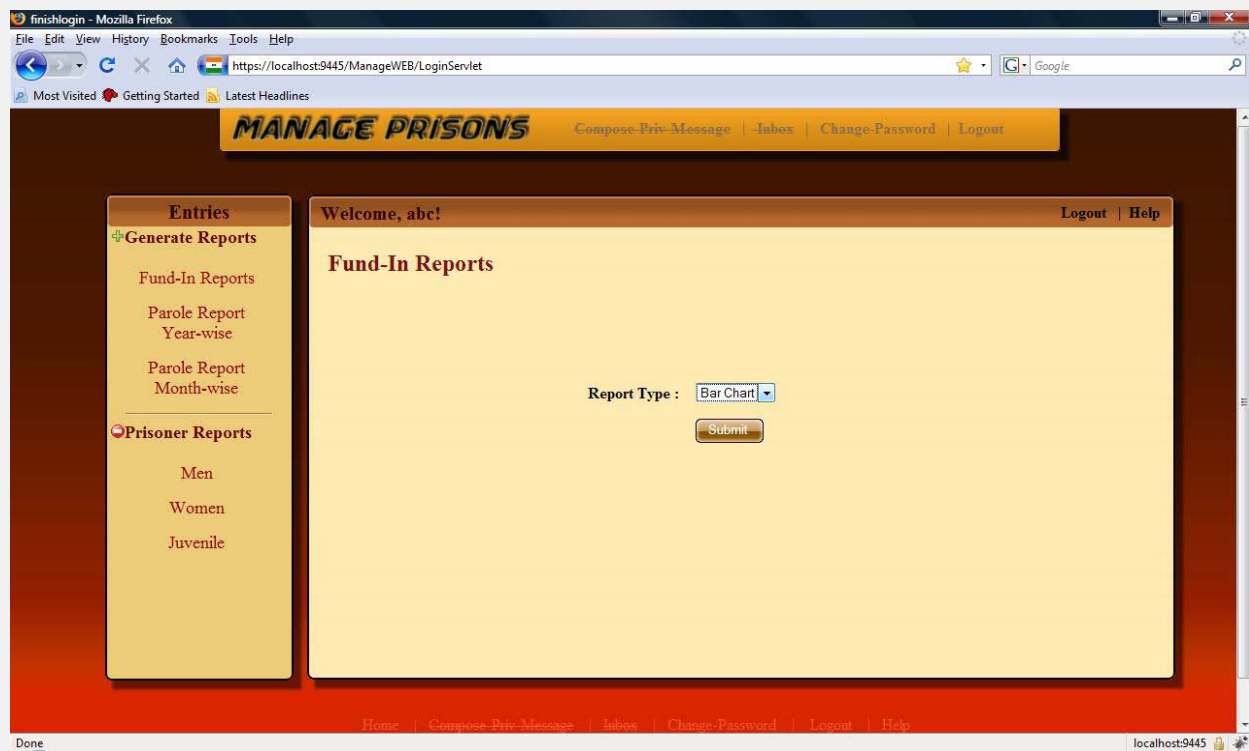 finishlogin - Mozilla Firefox
File Edit View History Bookmarks Tools Help
https://localhost:9445/ManageWEB/LoginServlet
G Google
Most Visited Getting Started Latest Headlines
MANAGE PRISONS Compose-Priv-Message | Inbox | Change-Password | Logout
Entries
Generate Reports
Fund-In Reports
Parole Report
Year-wise
Parole Report
Month-wise
Prisoner Reports
Men
Women
Juvenile
Welcome, abc! Logout | Help
Fund-In Reports
Report Type : Bar Chart
Submit
Home | Compose-Priv-Message | Inbox | Change-Password | Logout | Help
Done localhost:9445